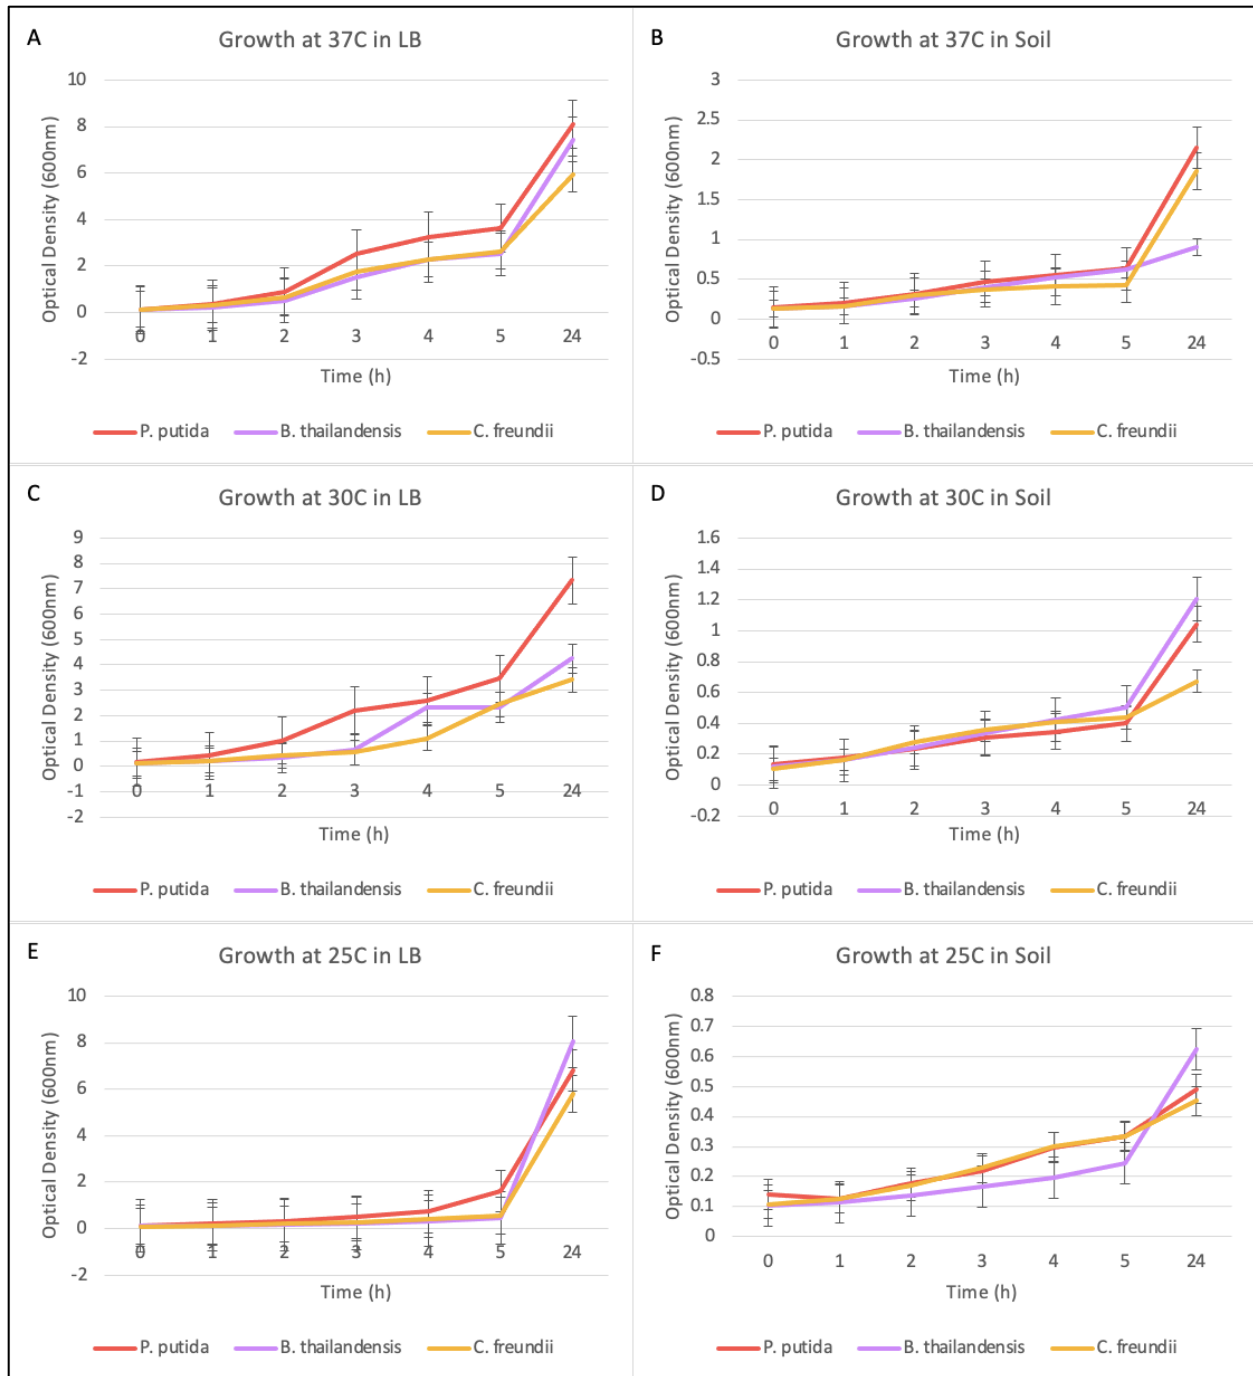 A
Growth at 37C in LB
Optical Density (600nm)
10
8
6
4
2
0
-2
0 1 2 3 4 5 24
Time (h)
P. putida B. thailandensis C. freundii
B
Growth at 37C in Soil
Optical Density (600nm)
3
2.5
2
1.5
1
0.5
0
-0.5
0 1 2 3 4 5 24
Time (h)
P. putida B. thailandensis C. freundii
C
Growth at 30C in LB
Optical Density (600nm)
9
8
7
6
5
4
3
2
1
0
-1
-2
0 1 2 3 4 5 24
Time (h)
P. putida B. thailandensis C. freundii
D
Growth at 30C in Soil
Optical Density (600nm)
1.6
1.4
1.2
1
0.8
0.6
0.4
0.2
0
-0.2
0 1 2 3 4 5 24
Time (h)
P. putida B. thailandensis C. freundii
E
Growth at 25C in LB
Optical Density (600nm)
10
8
6
4
2
0
-2
0 1 2 3 4 5 24
Time (h)
P. putida B. thailandensis C. freundii
F
Growth at 25C in Soil
Optical Density (600nm)
0.8
0.7
0.6
0.5
0.4
0.3
0.2
0.1
0
0 1 2 3 4 5 24
Time (h)
P. putida B. thailandensis C. freundii